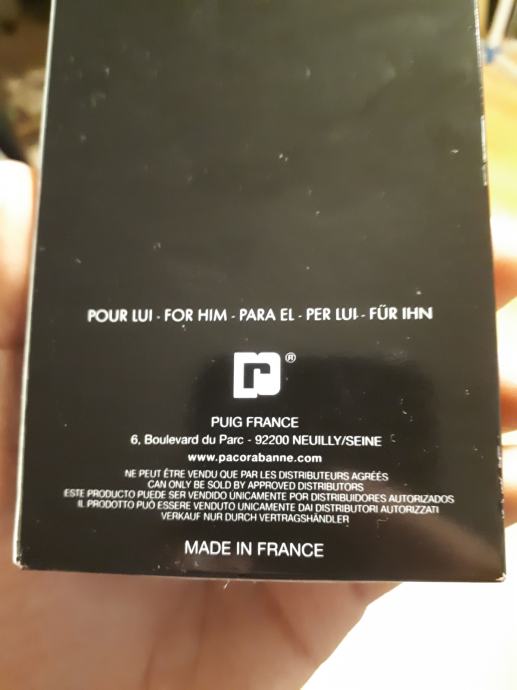 POUR LUI - FOR HIM - PARA EL - PER LUI - FÜR IHN
r®
PUIG FRANCE
6, Boulevard du Parc - 92200 NEUILLY/SEINE
www.pacorabanne.com
NE PEUT ÊTRE VENDU QUE PAR LES DISTRIBUTEURS AGRÉÉS
CAN ONLY BE SOLD BY APPROVED DISTRIBUTORS
ESTE PRODUCTO PUEDE SER VENDIDO ÚNICAMENTE POR DISTRIBUIDORES AUTORIZADOS
IL PRODOTTO PUÒ ESSERE VENDUTO UNICAMENTE DAI DISTRIBUTORI AUTORIZZATI
VERKAUF NUR DURCH VERTRAGSHÄNDLER
MADE IN FRANCE